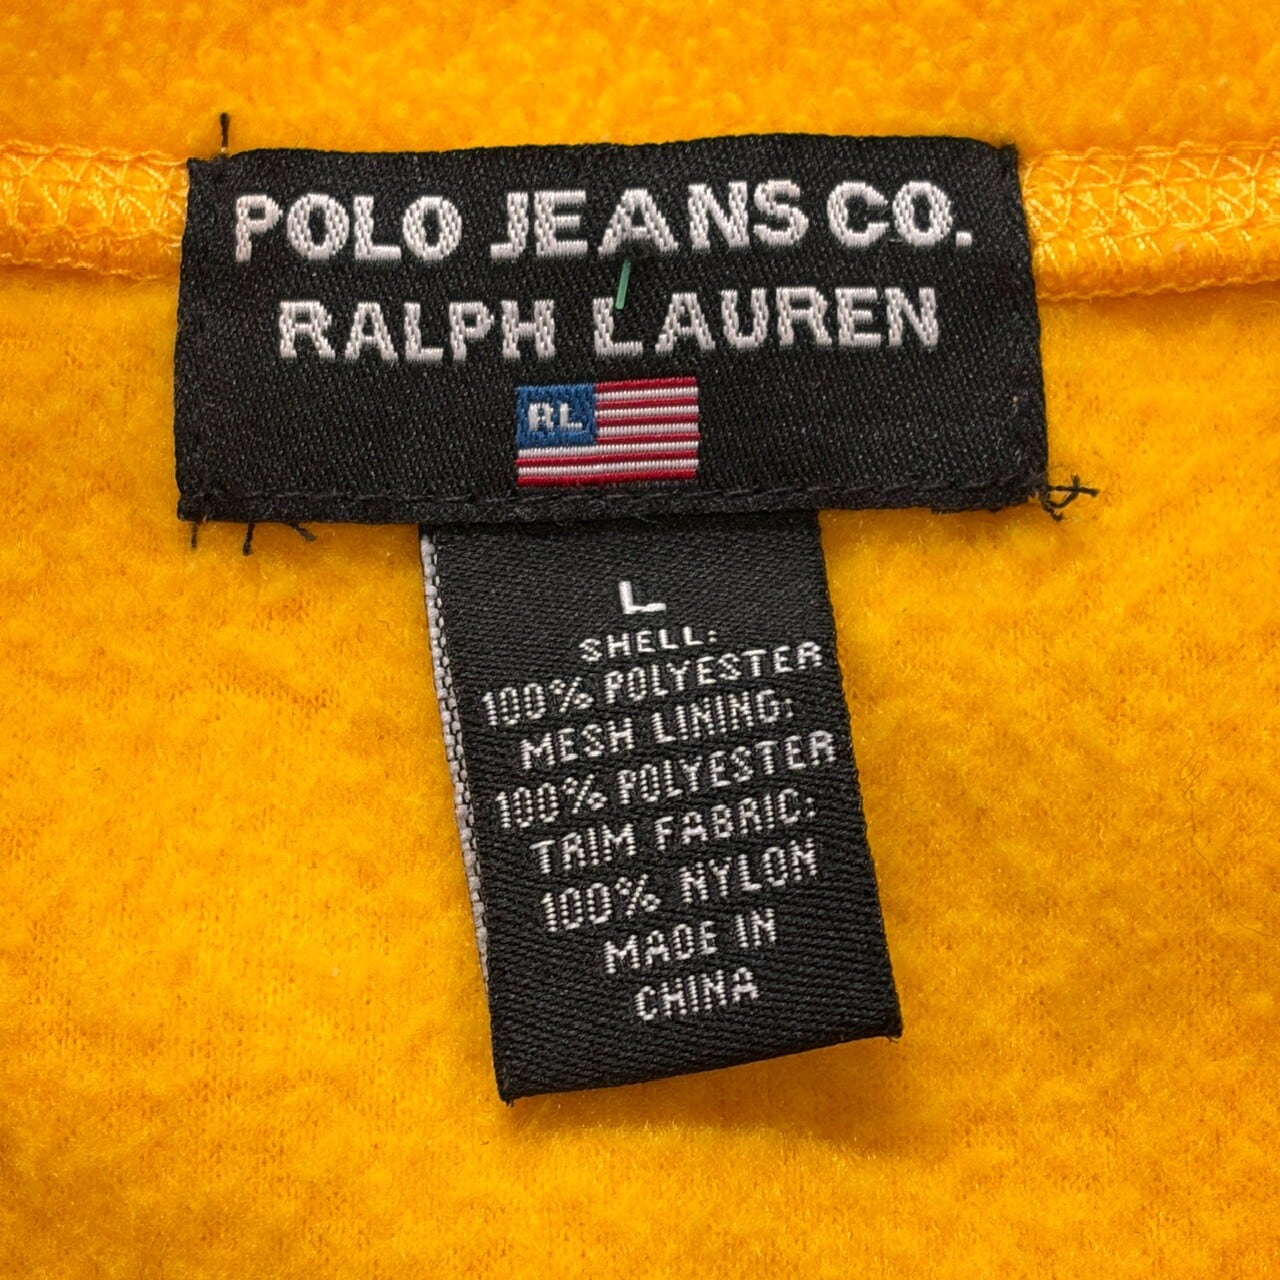 POLO JEANS CO.
RALPH LAUREN
RL
L
SHELL:
100% POLYESTER
MESH LINING:
100% POLYESTER
TRIM FABRIC:
100% NYLON
MADE IN
CHINA